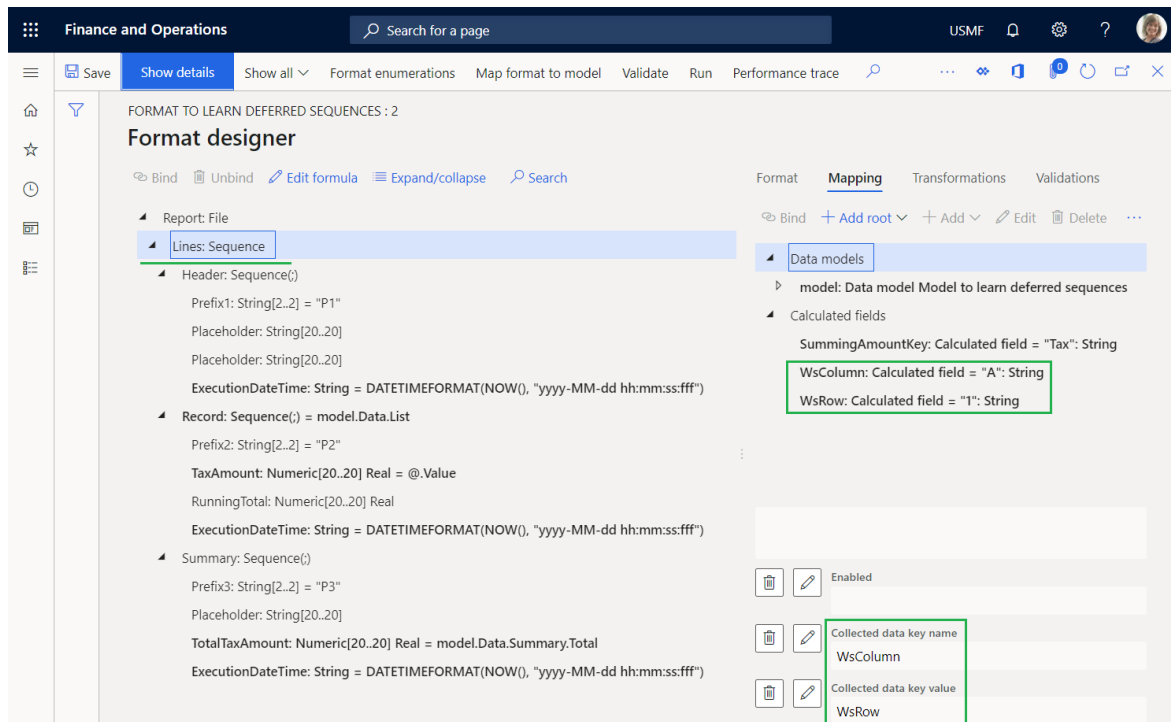 Finance and Operations
Search for a page
USMF
?
Save
Show details
Show all
Format enumerations
Map format to model
Validate
Run
Performance trace
...
0
FORMAT TO LEARN DEFERRED SEQUENCES : 2
Format designer
Bind
Unbind
Edit formula
Expand/collapse
Search
Report: File
Lines: Sequence
Header: Sequence(;)
Prefix1: String[2..2] = "P1"
Placeholder: String[20..20]
Placeholder: String[20..20]
ExecutionDateTime: String = DATETIMEFORMAT(NOW(), "yyyy-MM-dd hh:mm:ss:fff")
Record: Sequence(;) = model.Data.List
Prefix2: String[2..2] = "P2"
TaxAmount: Numeric[20..20] Real = @.Value
RunningTotal: Numeric[20..20] Real
ExecutionDateTime: String = DATETIMEFORMAT(NOW(), "yyyy-MM-dd hh:mm:ss:fff")
Summary: Sequence(;)
Prefix3: String[2..2] = "P3"
Placeholder: String[20..20]
TotalTaxAmount: Numeric[20..20] Real = model.Data.Summary.Total
ExecutionDateTime: String = DATETIMEFORMAT(NOW(), "yyyy-MM-dd hh:mm:ss:fff")
Format
Mapping
Transformations
Validations
Bind
Add root
Add
Edit
Delete
...
Data models
model: Data model Model to learn deferred sequences
Calculated fields
SummingAmountKey: Calculated field = "Tax": String
WsColumn: Calculated field = "A": String
WsRow: Calculated field = "1": String
Enabled
Collected data key name
WsColumn
Collected data key value
WsRow